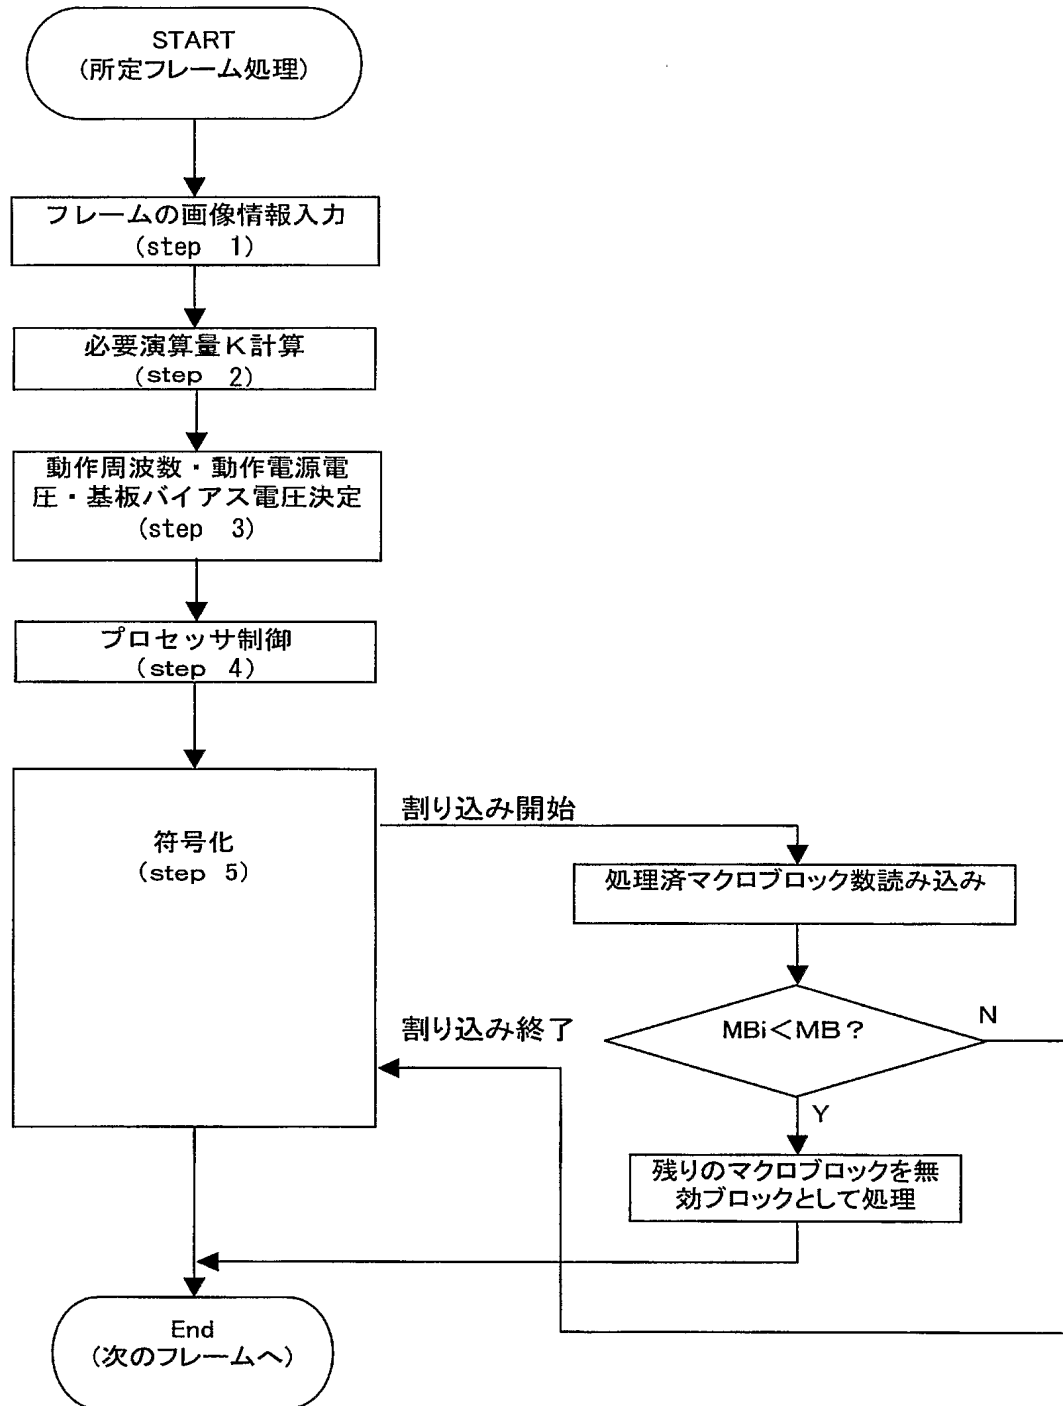 START
(所定フレーム処理)
フレームの画像情報入力
(step 1)
必要演算量K計算
(step 2)
動作周波数・動作電源電
圧・基板バイアス電圧決定
(step 3)
プロセッサ制御
(step 4)
符号化
(step 5)
割り込み開始
処理済マクロブロック数読み込み
MBi<MB?
N
割り込み終了
Y
残りのマクロブロックを無
効ブロックとして処理
End
(次のフレームへ)